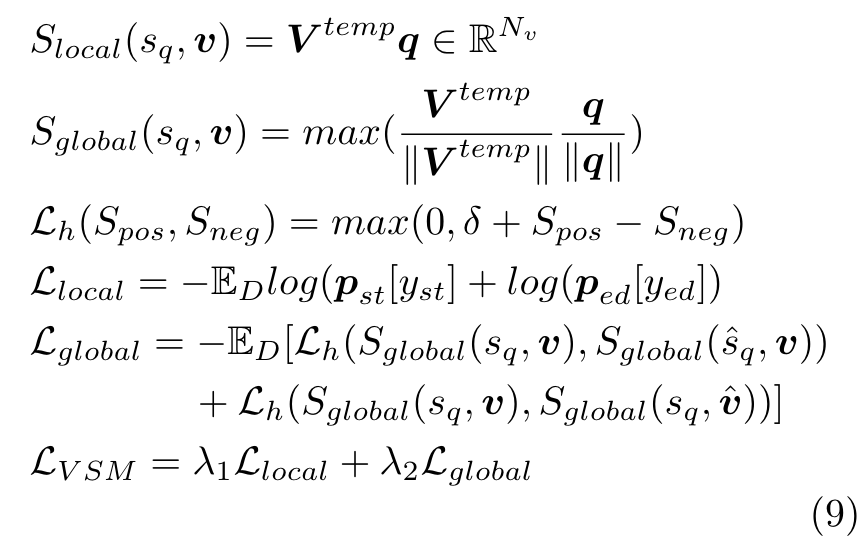 $S_{local}(s_q, \boldsymbol{v}) = \boldsymbol{V}^{temp}\boldsymbol{q} \in \mathbb{R}^{N_v}$
$S_{global}(s_q, \boldsymbol{v}) = max(\frac{\boldsymbol{V}^{temp}}{\|\boldsymbol{V}^{temp}\|} \frac{\boldsymbol{q}}{\|\boldsymbol{q}\|})$
$\mathcal{L}_h(S_{pos}, S_{neg}) = max(0, \delta + S_{pos} - S_{neg})$
$\mathcal{L}_{local} = -\mathbb{E}_D log(\boldsymbol{p}_{st}[y_{st}] + log(\boldsymbol{p}_{ed}[y_{ed}])$
$\mathcal{L}_{global} = -\mathbb{E}_D[\mathcal{L}_h(S_{global}(s_q, \boldsymbol{v}), S_{global}(\hat{s}_q, \boldsymbol{v}))$
$+ \mathcal{L}_h(S_{global}(s_q, \boldsymbol{v}), S_{global}(s_q, \hat{\boldsymbol{v}}))]$
$\mathcal{L}_{VSM} = \lambda_1 \mathcal{L}_{local} + \lambda_2 \mathcal{L}_{global}$
(9)